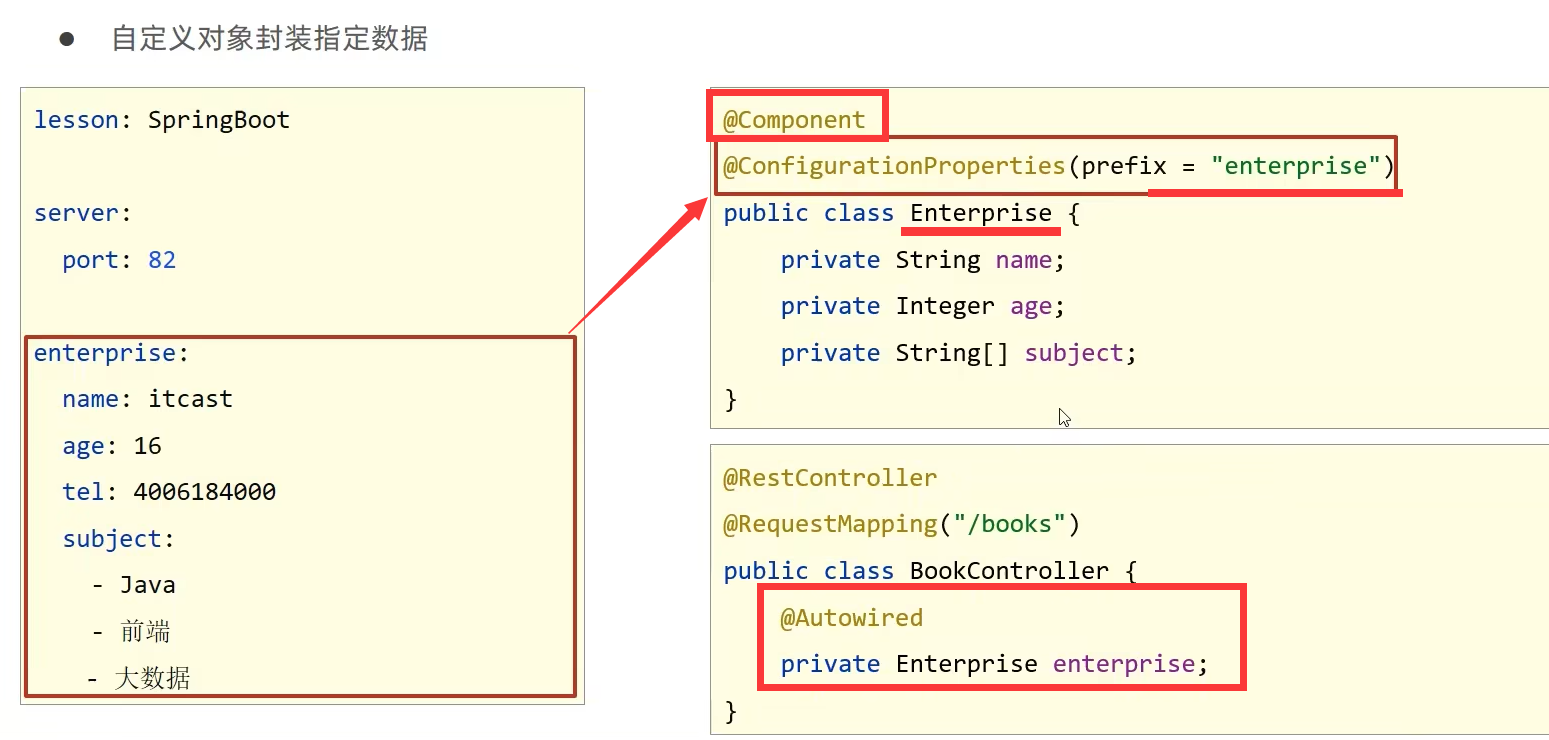 ● 自定义对象封装指定数据
lesson: SpringBoot
server:
  port: 82
enterprise:
  name: itcast
  age: 16
  tel: 4006184000
  subject:
    - Java
    - 前端
    - 大数据
@Component
@ConfigurationProperties(prefix = "enterprise")
public class Enterprise {
    private String name;
    private Integer age;
    private String[] subject;
}
@RestController
@RequestMapping("/books")
public class BookController {
    @Autowired
    private Enterprise enterprise;
}